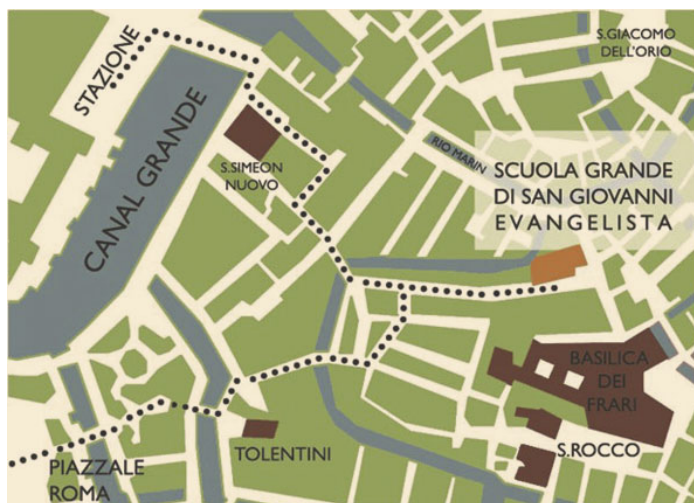 STAZIONE
CANAL GRANDE
S.GIACOMO
DELL'ORIO
RIO MARIN
S.SIMEON
NUOVO
SCUOLA GRANDE
DI SAN GIOVANNI
EVANGELISTA
BASILICA
DEI
FRARI
S.ROCCO
TOLENTINI
PIAZZALE
ROMA